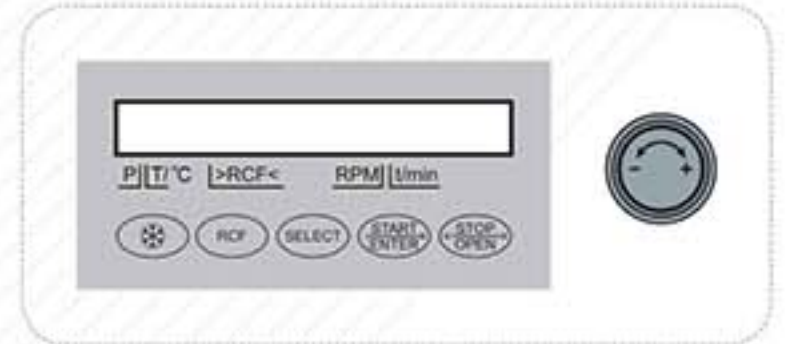 P T/°C >RCF< RPM t/min
RCF SELECT START ENTER STOP OPEN
- +